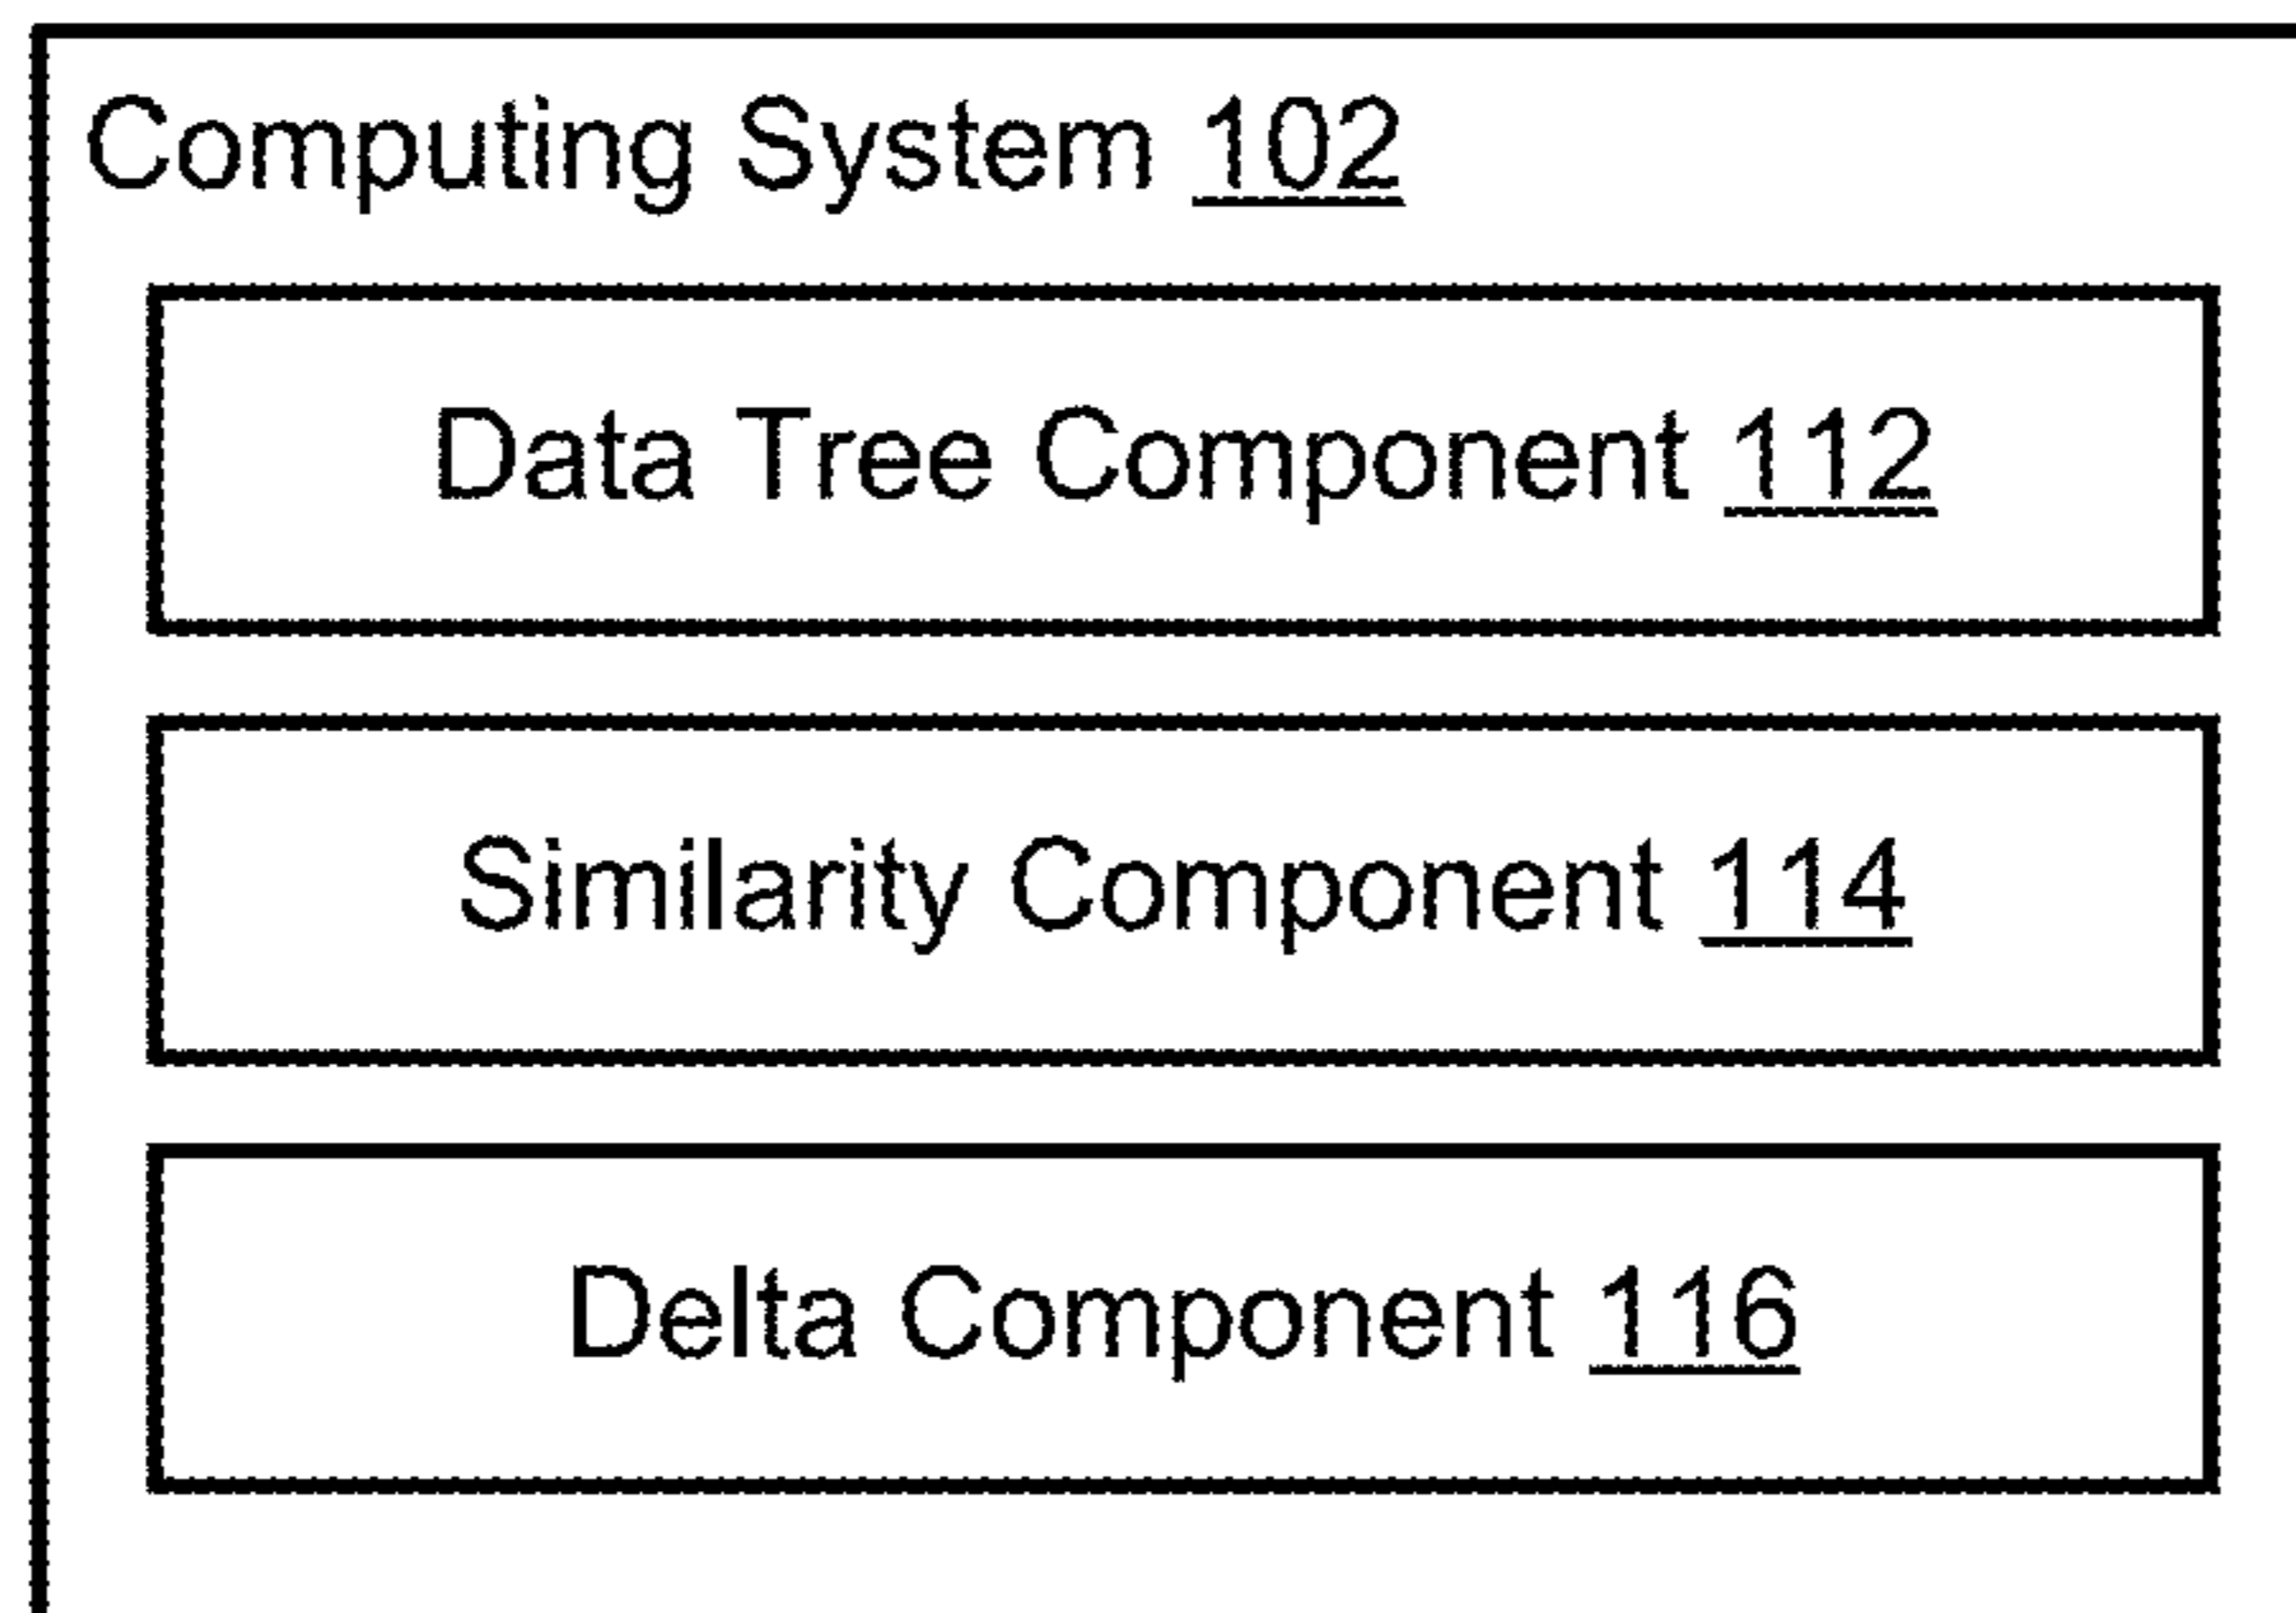 Computing System 102
Data Tree Component 112
Similarity Component 114
Delta Component 116